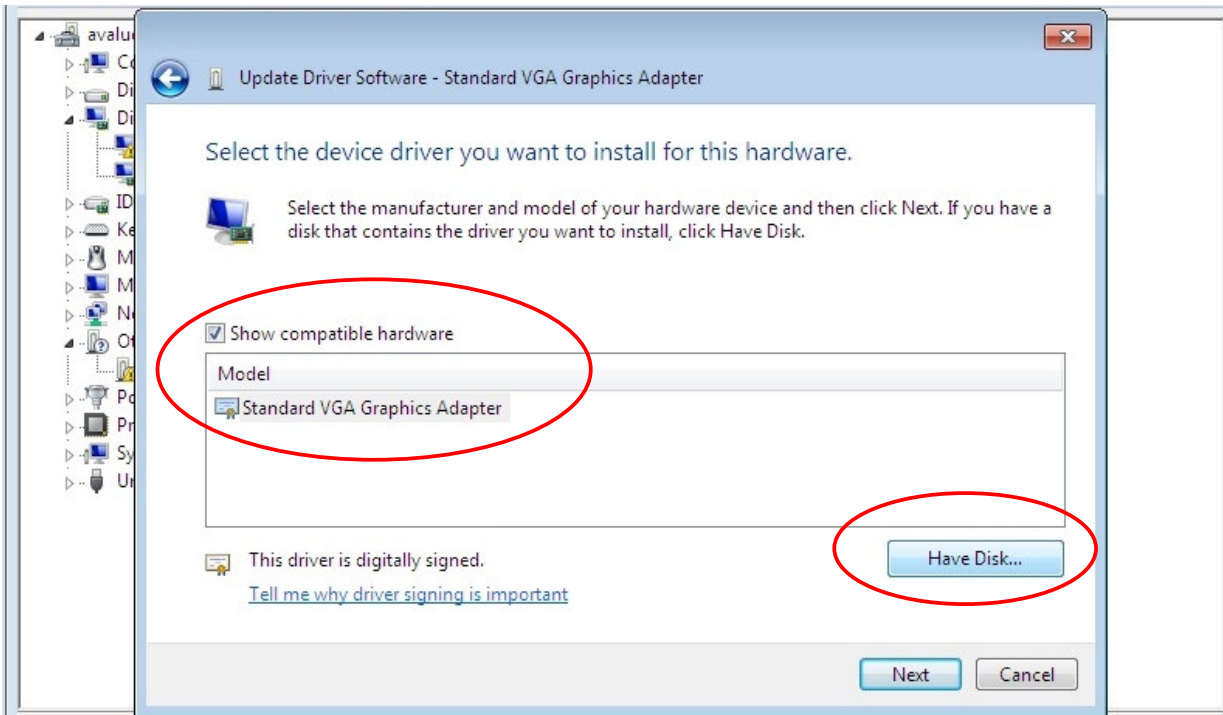 avalue
Update Driver Software - Standard VGA Graphics Adapter
Co
Di
Di
Select the device driver you want to install for this hardware.
ID
Select the manufacturer and model of your hardware device and then click Next. If you have a
disk that contains the driver you want to install, click Have Disk.
Ke
M
M
Ne
Show compatible hardware
Ot
Model
Po
Standard VGA Graphics Adapter
Pr
Sy
Un
This driver is digitally signed.
Have Disk...
Tell me why driver signing is important
Next
Cancel